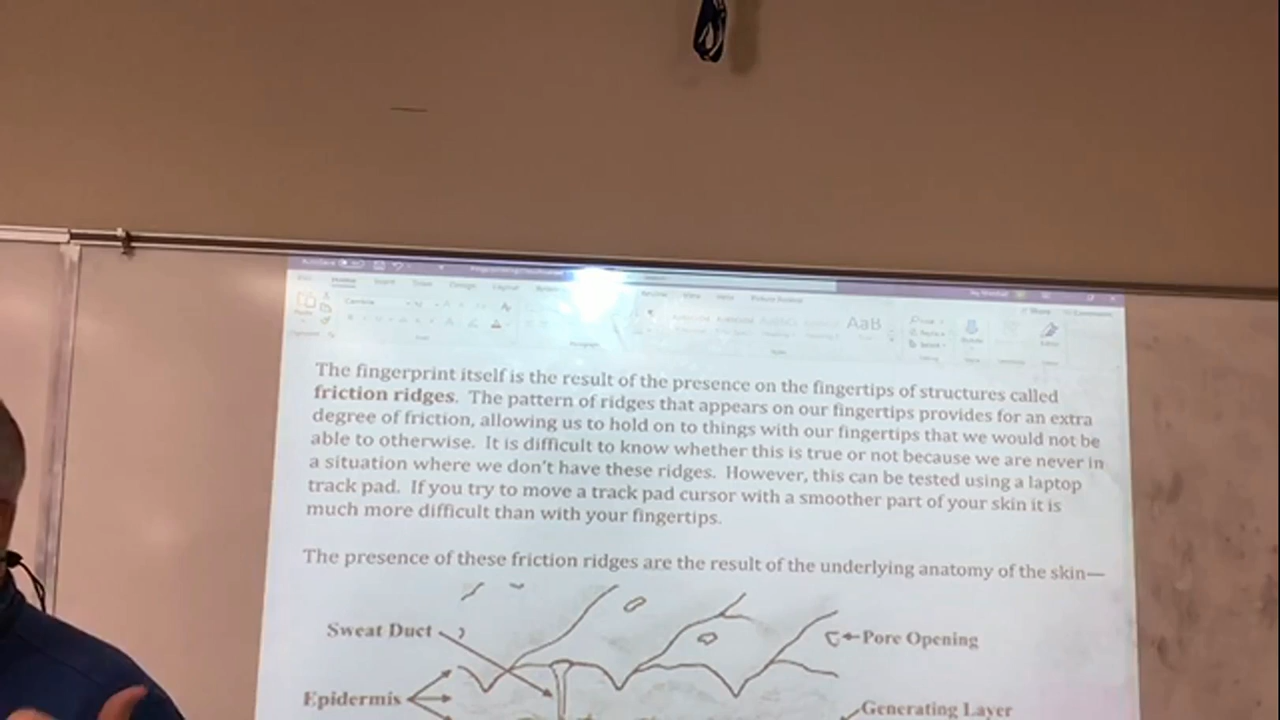 Share
AaB
The fingerprint itself is the result of the presence on the fingertips of structures called
friction ridges. The pattern of ridges that appears on our fingertips provides for an extra
degree of friction, allowing us to hold on to things with our fingertips that we would not be
able to otherwise. It is difficult to know whether this is true or not because we are never in
a situation where we don't have these ridges. However, this can be tested using a laptop
track pad. If you try to move a track pad cursor with a smoother part of your skin it is
much more difficult than with your fingertips.
The presence of these friction ridges are the result of the underlying anatomy of the skin—
Sweat Duct
Pore Opening
Epidermis
Generating Layer